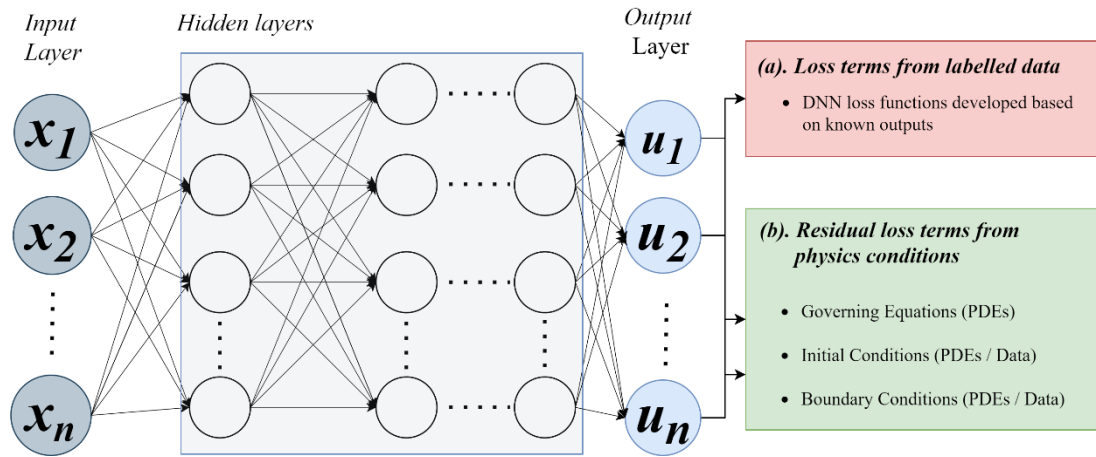 Input
Layer
Hidden layers
Output
Layer
x1
x2
xn
u1
u2
un
(a). Loss terms from labelled data
• DNN loss functions developed based
on known outputs
(b). Residual loss terms from
physics conditions
• Governing Equations (PDEs)
• Initial Conditions (PDEs / Data)
• Boundary Conditions (PDEs / Data)